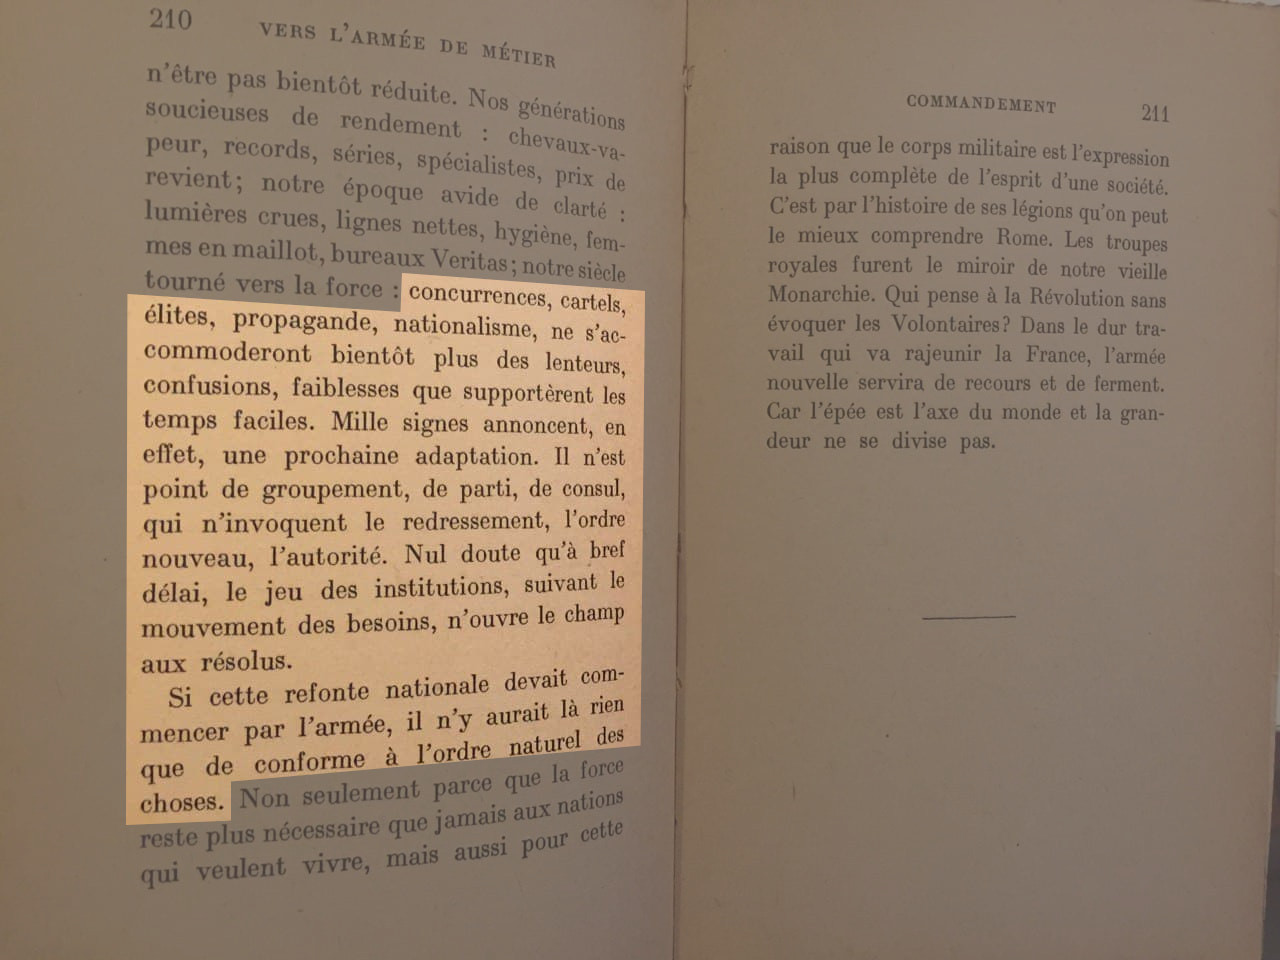 210
VERS L'ARMÉE DE MÉTIER
n'être pas bientôt réduite. Nos générations
soucieuses de rendement : chevaux-va-
peur, records, séries, spécialistes, prix de
revient; notre époque avide de clarté :
lumières crues, lignes nettes, hygiène, fem-
mes en maillot, bureaux Veritas; notre siècle
tourné vers la force : concurrences, cartels,
élites, propagande, nationalisme, ne s'ac-
commoderont bientôt plus des lenteurs,
confusions, faiblesses que supportèrent les
temps faciles. Mille signes annoncent, en
effet, une prochaine adaptation. Il n'est
point de groupement, de parti, de consul,
qui n'invoquent le redressement, l'ordre
nouveau, l'autorité. Nul doute qu'à bref
délai, le jeu des institutions, suivant le
mouvement des besoins, n'ouvre le champ
aux résolus.
Si cette refonte nationale devait com-
mencer par l'armée, il n'y aurait là rien
que de conforme à l'ordre naturel des
choses. Non seulement parce que la force
reste plus nécessaire que jamais aux nations
qui veulent vivre, mais aussi pour cette
COMMANDEMENT
211
raison que le corps militaire est l'expression
la plus complète de l'esprit d'une société.
C'est par l'histoire de ses légions qu'on peut
le mieux comprendre Rome. Les troupes
royales furent le miroir de notre vieille
Monarchie. Qui pense à la Révolution sans
évoquer les Volontaires? Dans le dur tra-
vail qui va rajeunir la France, l'armée
nouvelle servira de recours et de ferment.
Car l'épée est l'axe du monde et la gran-
deur ne se divise pas.